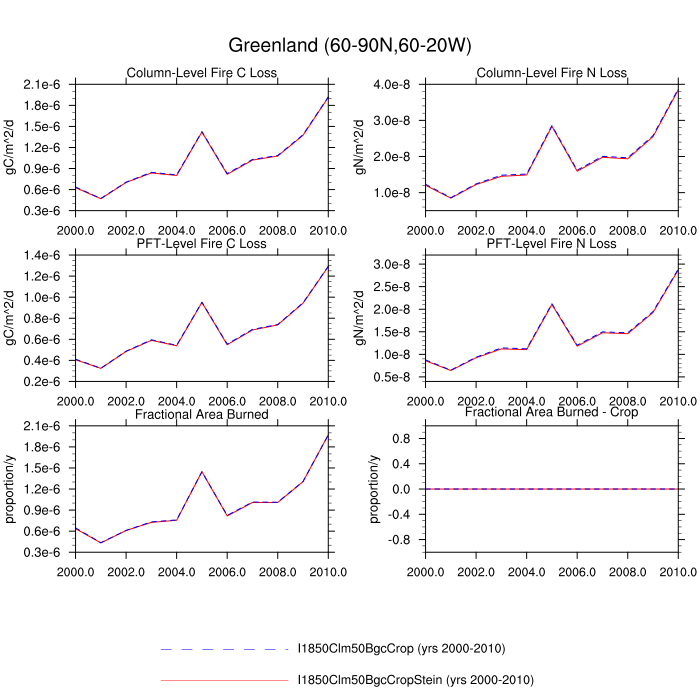 Greenland (60-90N,60-20W)
Column-Level Fire C Loss
gC/m^2/d
2.1e-6
1.8e-6
1.5e-6
1.2e-6
0.9e-6
0.6e-6
0.3e-6
2000.0 2002.0 2004.0 2006.0 2008.0 2010.0
Column-Level Fire N Loss
gN/m^2/d
4.0e-8
3.0e-8
2.0e-8
1.0e-8
2000.0 2002.0 2004.0 2006.0 2008.0 2010.0
PFT-Level Fire C Loss
gC/m^2/d
1.4e-6
1.2e-6
1.0e-6
0.8e-6
0.6e-6
0.4e-6
0.2e-6
2000.0 2002.0 2004.0 2006.0 2008.0 2010.0
PFT-Level Fire N Loss
gN/m^2/d
3.0e-8
2.5e-8
2.0e-8
1.5e-8
1.0e-8
0.5e-8
2000.0 2002.0 2004.0 2006.0 2008.0 2010.0
Fractional Area Burned
proportion/y
2.1e-6
1.8e-6
1.5e-6
1.2e-6
0.9e-6
0.6e-6
0.3e-6
2000.0 2002.0 2004.0 2006.0 2008.0 2010.0
Fractional Area Burned - Crop
proportion/y
0.8
0.4
0.0
-0.4
-0.8
2000.0 2002.0 2004.0 2006.0 2008.0 2010.0
I1850Clm50BgcCrop (yrs 2000-2010)
I1850Clm50BgcCropStein (yrs 2000-2010)